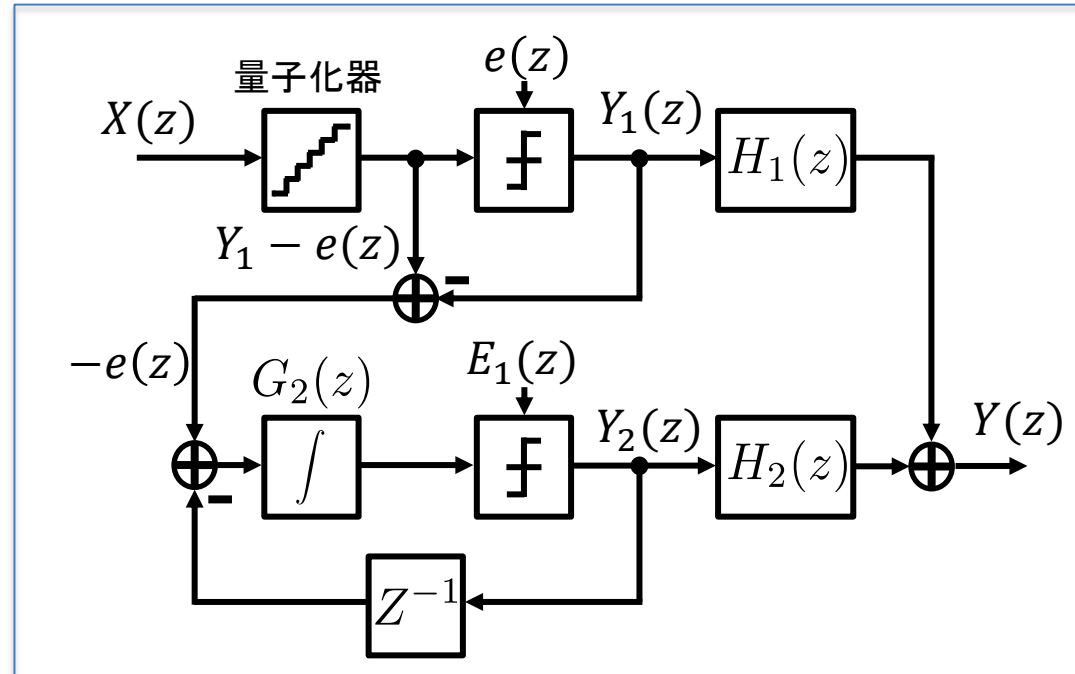 量子化器
e(z)
X(z)
Y₁(z)
H₁(z)
Y₁ − e(z)
−
−e(z)
G₂(z)
E₁(z)
∫
Y₂(z)
H₂(z)
Y(z)
−
Z⁻¹